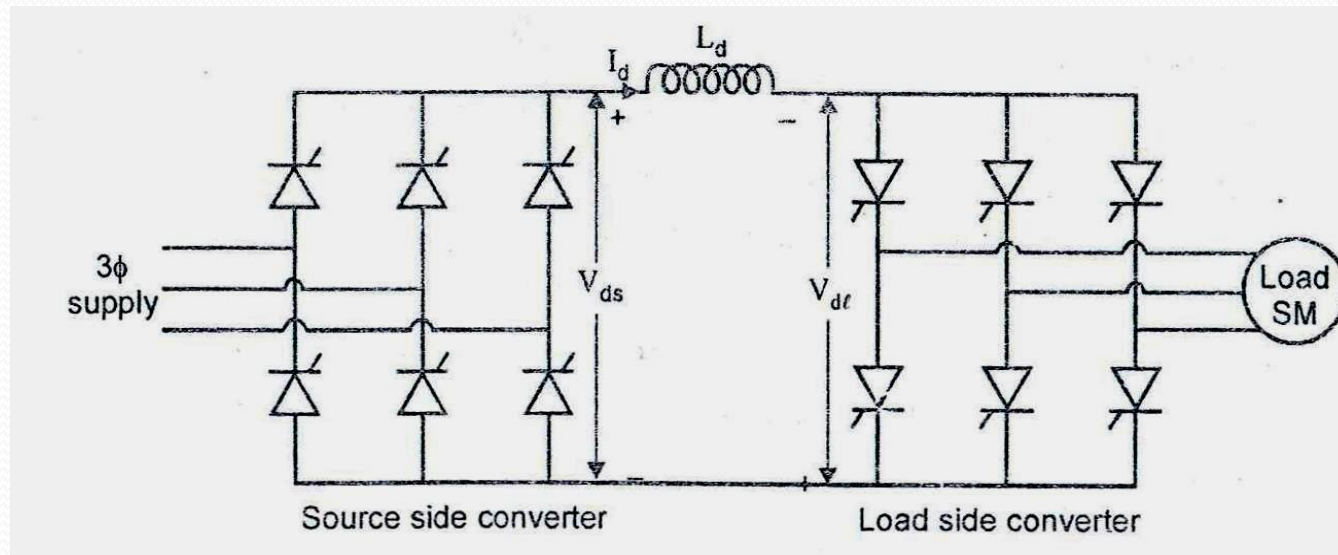 L_d
I_d
+
−
3ϕ
supply
V_ds
V_dℓ
Load
SM
−
+
Source side converter
Load side converter